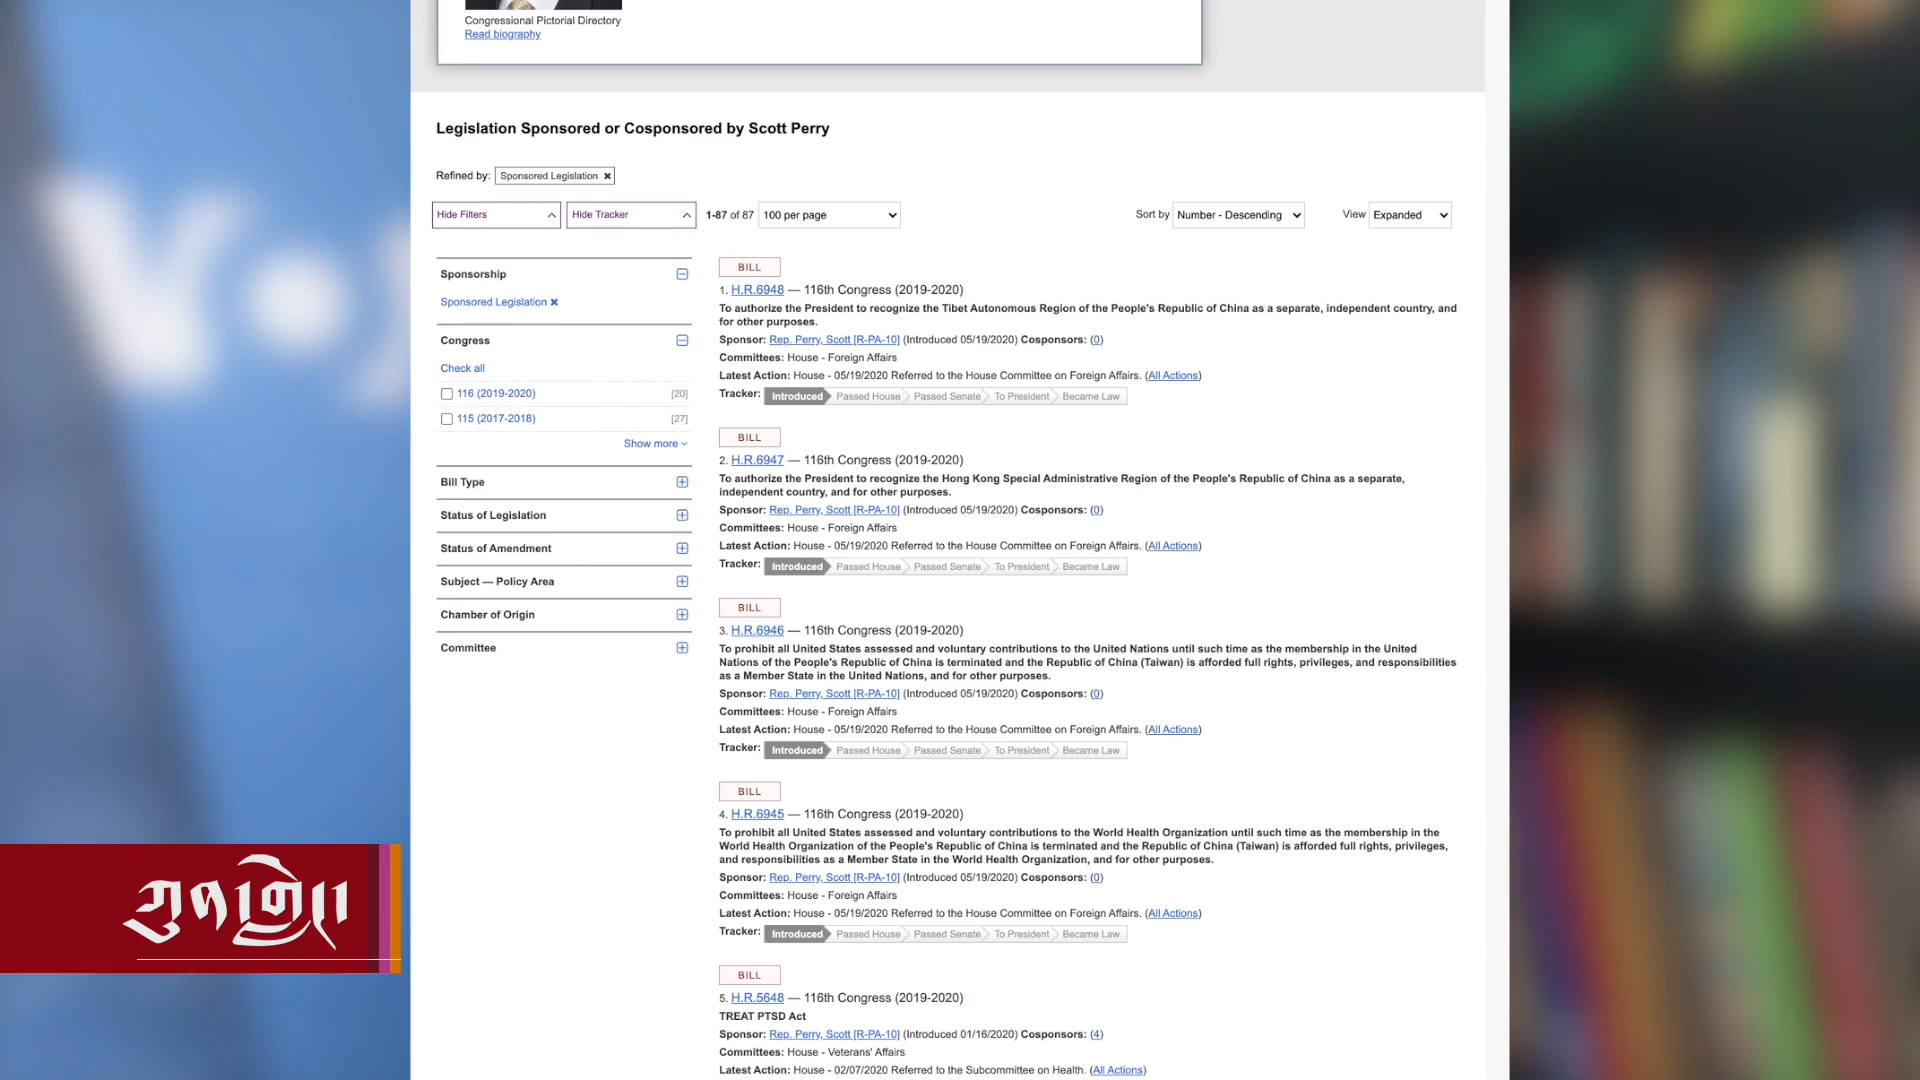 Congressional Pictorial Directory
Read biography
Legislation Sponsored or Cosponsored by Scott Perry
Refined by: Sponsored Legislation ✖
Hide Filters
Hide Tracker
1-87 of 87
100 per page
Sort by Number - Descending
View Expanded
Sponsorship
Sponsored Legislation ✖
Congress
Check all
116 (2019-2020) [20]
115 (2017-2018) [27]
Show more
Bill Type
Status of Legislation
Status of Amendment
Subject — Policy Area
Chamber of Origin
Committee
BILL
1. H.R.6948 — 116th Congress (2019-2020)
To authorize the President to recognize the Tibet Autonomous Region of the People's Republic of China as a separate, independent country, and
for other purposes.
Sponsor: Rep. Perry, Scott [R-PA-10] (Introduced 05/19/2020) Cosponsors: (0)
Committees: House - Foreign Affairs
Latest Action: House - 05/19/2020 Referred to the House Committee on Foreign Affairs. (All Actions)
Tracker: Introduced Passed House Passed Senate To President Became Law
BILL
2. H.R.6947 — 116th Congress (2019-2020)
To authorize the President to recognize the Hong Kong Special Administrative Region of the People's Republic of China as a separate,
independent country, and for other purposes.
Sponsor: Rep. Perry, Scott [R-PA-10] (Introduced 05/19/2020) Cosponsors: (0)
Committees: House - Foreign Affairs
Latest Action: House - 05/19/2020 Referred to the House Committee on Foreign Affairs. (All Actions)
Tracker: Introduced Passed House Passed Senate To President Became Law
BILL
3. H.R.6946 — 116th Congress (2019-2020)
To prohibit all United States assessed and voluntary contributions to the United Nations until such time as the membership in the United
Nations of the People's Republic of China is terminated and the Republic of China (Taiwan) is afforded full rights, privileges, and responsibilities
as a Member State in the United Nations, and for other purposes.
Sponsor: Rep. Perry, Scott [R-PA-10] (Introduced 05/19/2020) Cosponsors: (0)
Committees: House - Foreign Affairs
Latest Action: House - 05/19/2020 Referred to the House Committee on Foreign Affairs. (All Actions)
Tracker: Introduced Passed House Passed Senate To President Became Law
BILL
4. H.R.6945 — 116th Congress (2019-2020)
To prohibit all United States assessed and voluntary contributions to the World Health Organization until such time as the membership in the
World Health Organization of the People's Republic of China is terminated and the Republic of China (Taiwan) is afforded full rights, privileges,
and responsibilities as a Member State in the World Health Organization, and for other purposes.
Sponsor: Rep. Perry, Scott [R-PA-10] (Introduced 05/19/2020) Cosponsors: (0)
Committees: House - Foreign Affairs
Latest Action: House - 05/19/2020 Referred to the House Committee on Foreign Affairs. (All Actions)
Tracker: Introduced Passed House Passed Senate To President Became Law
BILL
5. H.R.5648 — 116th Congress (2019-2020)
TREAT PTSD Act
Sponsor: Rep. Perry, Scott [R-PA-10] (Introduced 01/16/2020) Cosponsors: (4)
Committees: House - Veterans' Affairs
Latest Action: House - 02/07/2020 Referred to the Subcommittee on Health. (All Actions)